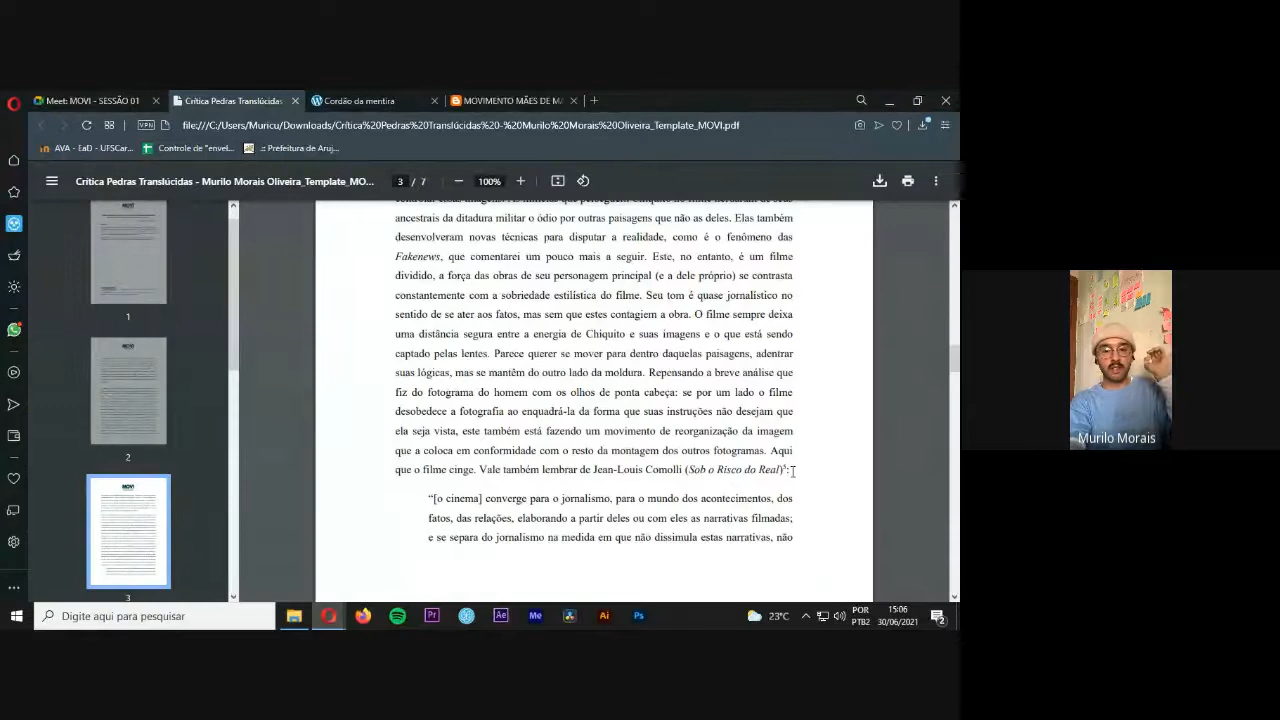 Meet: MOVI - SESSÃO 01
Crítica Pedras Translúcidas
Cordão da mentira
MOVIMENTO MÃES DE M
VPN
file:///C:/Users/Muricu/Downloads/Crítica%20Pedras%20Translúcidas%20-%20Murilo%20Morais%20Oliveira_Template_MOVI.pdf
AVA - EaD - UFSCar...
Controle de "envel...
.:: Prefeitura de Aruj...
Crítica Pedras Translúcidas - Murilo Morais Oliveira_Template_MO...
3 / 7
100%
ancestrais da ditadura militar o ódio por outras paisagens que não as deles. Elas também
desenvolveram novas técnicas para disputar a realidade, como é o fenômeno das
Fakenews, que comentarei um pouco mais a seguir. Este, no entanto, é um filme
dividido, a força das obras de seu personagem principal (e a dele próprio) se contrasta
constantemente com a sobriedade estilística do filme. Seu tom é quase jornalístico no
sentido de se ater aos fatos, mas sem que estes contagiem a obra. O filme sempre deixa
uma distância segura entre a energia de Chiquito e suas imagens e o que está sendo
captado pelas lentes. Parece querer se mover para dentro daquelas paisagens, adentrar
suas lógicas, mas se mantêm do outro lado da moldura. Repensando a breve análise que
fiz do fotograma do homem com os olhos de ponta cabeça: se por um lado o filme
desobedece a fotografia ao enquadrá-la da forma que suas instruções não desejam que
ela seja vista, este também está fazendo um movimento de reorganização da imagem
que a coloca em conformidade com o resto da montagem dos outros fotogramas. Aqui
que o filme cinge. Vale também lembrar de Jean-Louis Comolli (Sob o Risco do Real)⁵:
“[o cinema] converge para o jornalismo, para o mundo dos acontecimentos, dos
fatos, das relações, elaborando a partir deles ou com eles as narrativas filmadas;
e se separa do jornalismo na medida em que não dissimula estas narrativas, não
1
2
3
Murilo Morais
Digite aqui para pesquisar
Pr
Ae
Me
Ai
Ps
23°C
POR
PTB2
15:06
30/06/2021
2